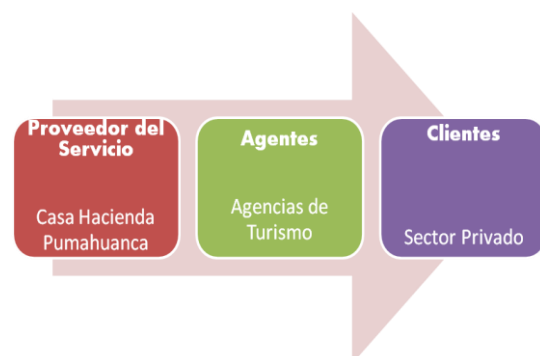 Proveedor del
Servicio
Casa Hacienda
Pumahuanca
Agentes
Agencias de
Turismo
Clientes
Sector Privado